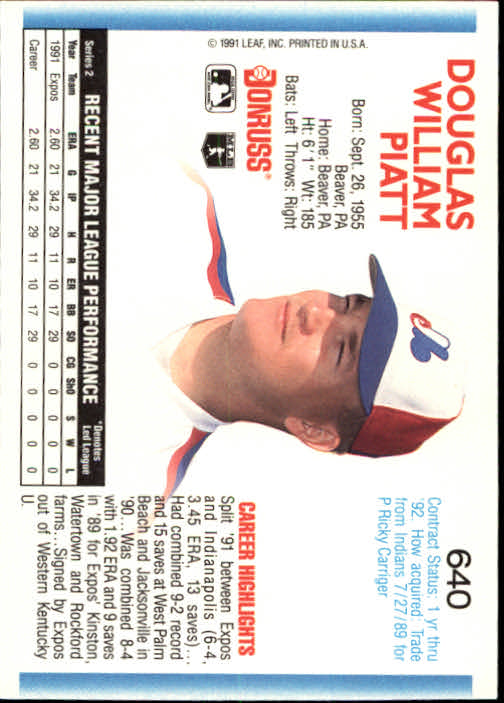 640
DOUGLAS
WILLIAM
PIATT
Born: Sept. 26, 1955
Beaver, PA
Home: Beaver, PA
Ht: 6'1" Wt: 185
Bats: Left Throws: Right
DONRUSS®
© 1991 LEAF, INC. PRINTED IN U.S.A.
Contract Status: 1 yr thru
'92. How acquired: Trade
from Indians 7/27/89 for
P Ricky Carriger
CAREER HIGHLIGHTS
Split '91 between Expos
and Indianapolis (6-4,
3.45 ERA, 13 saves)...
Had combined 9-2 record
and 15 saves at West Palm
Beach and Jacksonville in
'90...Was combined 8-4
with 1.92 ERA and 9 saves
in '89 for Expos' Kinston,
Watertown and Rockford
farms...Signed by Expos
out of Western Kentucky
U.
Series 2 RECENT MAJOR LEAGUE PERFORMANCE *Denotes Led League
Year Team ERA G IP H R ER BB SO CG ShO S W L
1991 Expos 2.60 21 34.2 29 11 10 17 29 0 0 0 0 0
Career 2.60 21 34.2 29 11 10 17 29 0 0 0 0 0